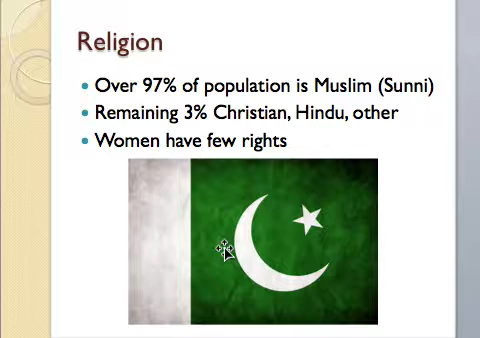 Religion
Over 97% of population is Muslim (Sunni)
Remaining 3% Christian, Hindu, other
Women have few rights